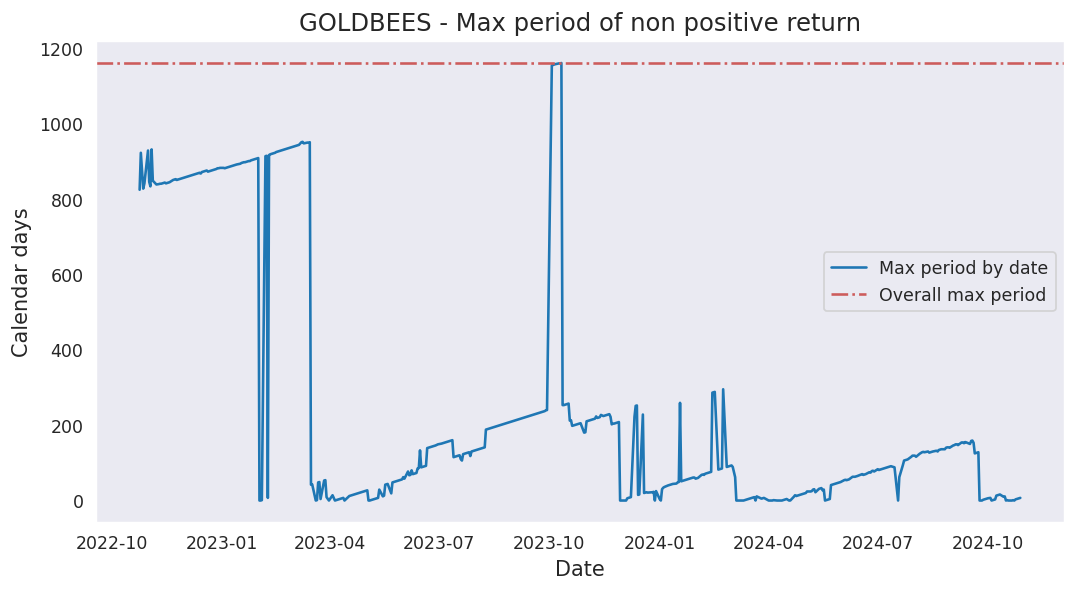 GOLDBEES - Max period of non positive return
Calendar days
1200
1000
800
600
400
200
0
Max period by date
Overall max period
2022-10 2023-01 2023-04 2023-07 2023-10 2024-01 2024-04 2024-07 2024-10
Date